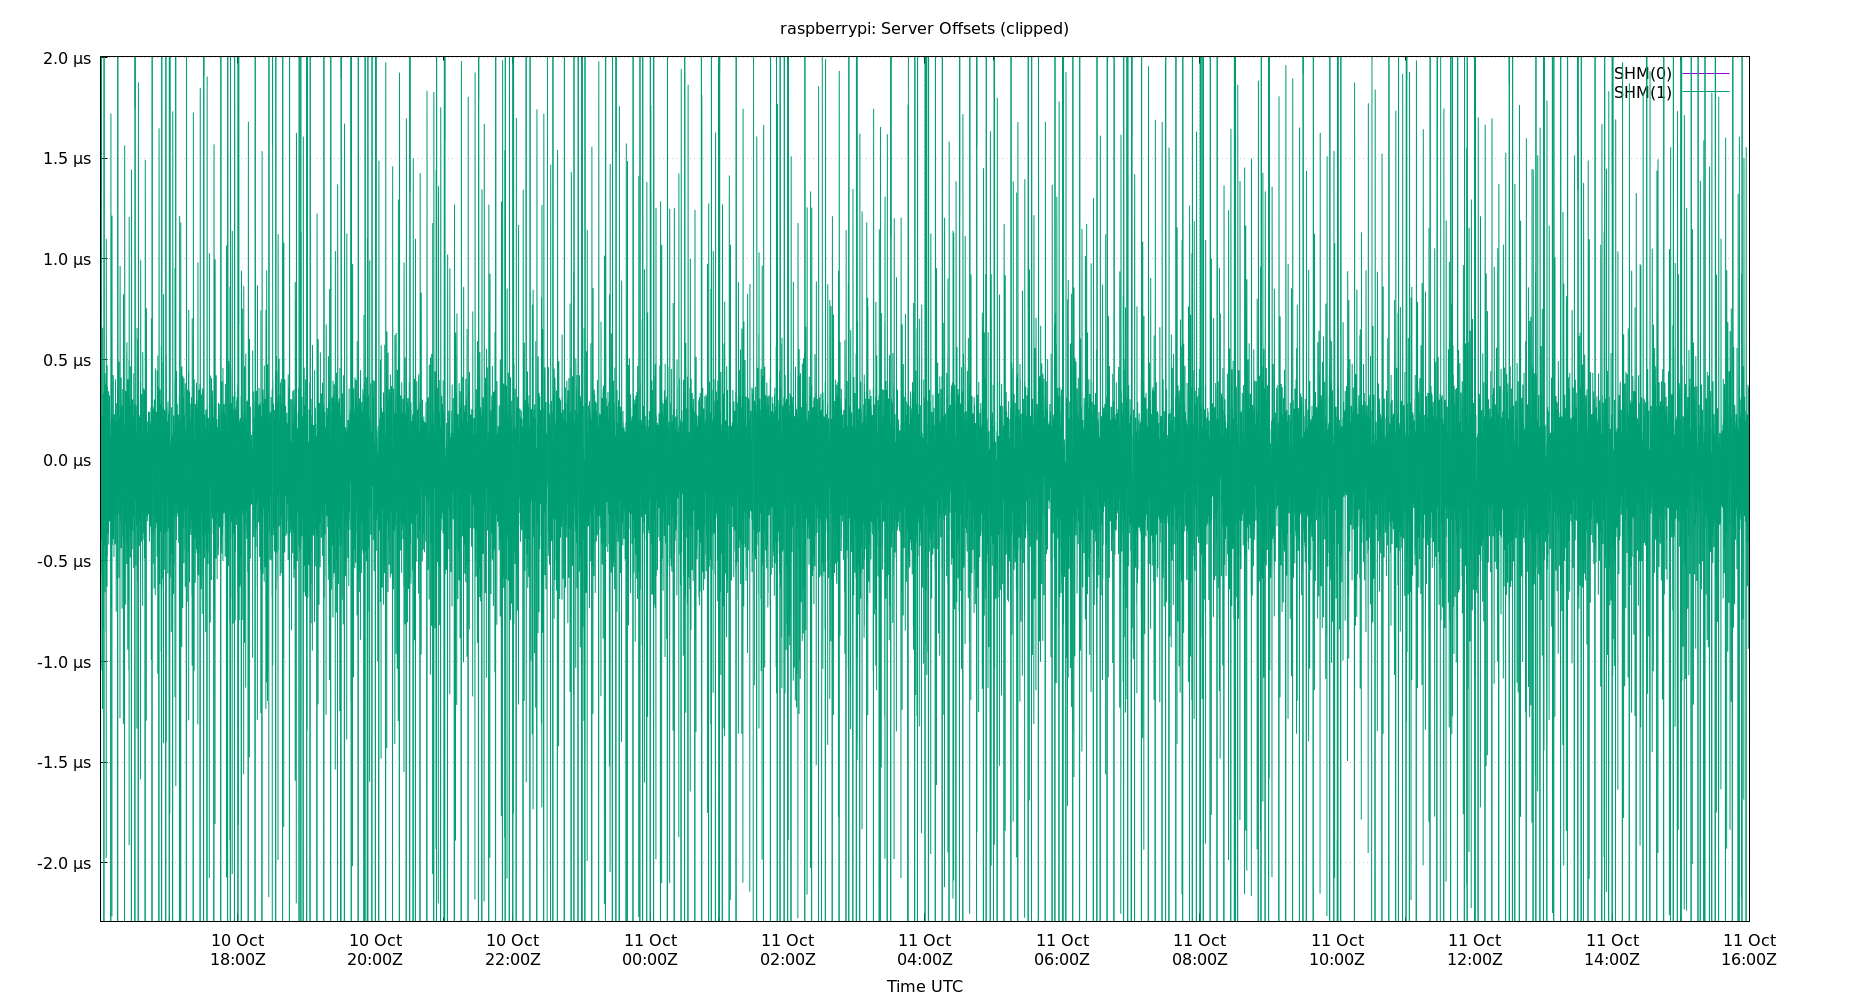 raspberrypi: Server Offsets (clipped)
2.0 µs
SHM(0)
SHM(1)
1.5 µs
1.0 µs
0.5 µs
0.0 µs
-0.5 µs
-1.0 µs
-1.5 µs
-2.0 µs
10 Oct 10 Oct 10 Oct 11 Oct 11 Oct 11 Oct 11 Oct 11 Oct 11 Oct 11 Oct 11 Oct 11 Oct
18:00Z 20:00Z 22:00Z 00:00Z 02:00Z 04:00Z 06:00Z 08:00Z 10:00Z 12:00Z 14:00Z 16:00Z
Time UTC